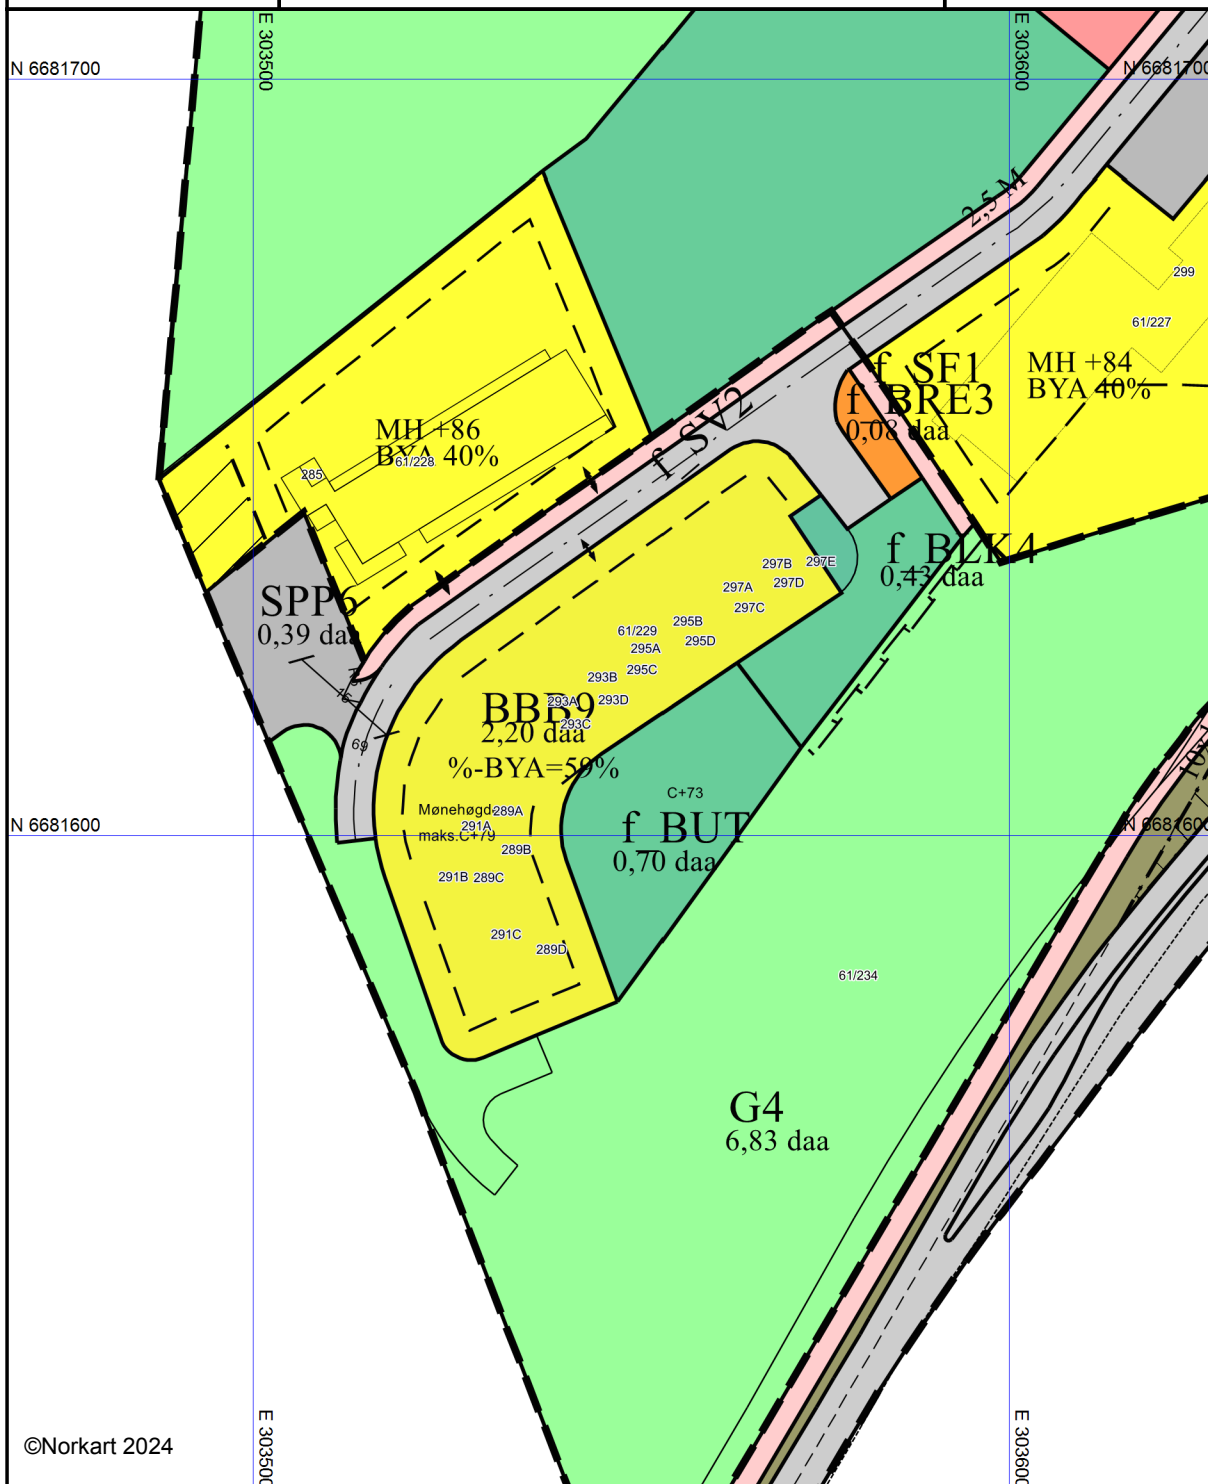 E 303500
E 303600
N 6681700
N 6681700
2,5 M
299
61/227
MH +84
BYA 40%
f_SF1
f_BRE3
0,08 daa
f_SV2
MH +86
BYA 40%
61/228
285
SPP6
0,39 daa
f_BLK4
0,43 daa
297E
297B
297D
297A
297C
295B
61/229
295D
295A
295C
293B
293D
293A
293C
BBB9
2,20 daa
%-BYA=59%
15
69
C+73
Mønehøgde
maks.C+79
289A
291A
289B
291B
289C
291C
289D
f_BUT
0,70 daa
N 6681600
N 6681600
61/234
G4
6,83 daa
©Norkart 2024
E 303500
E 303600